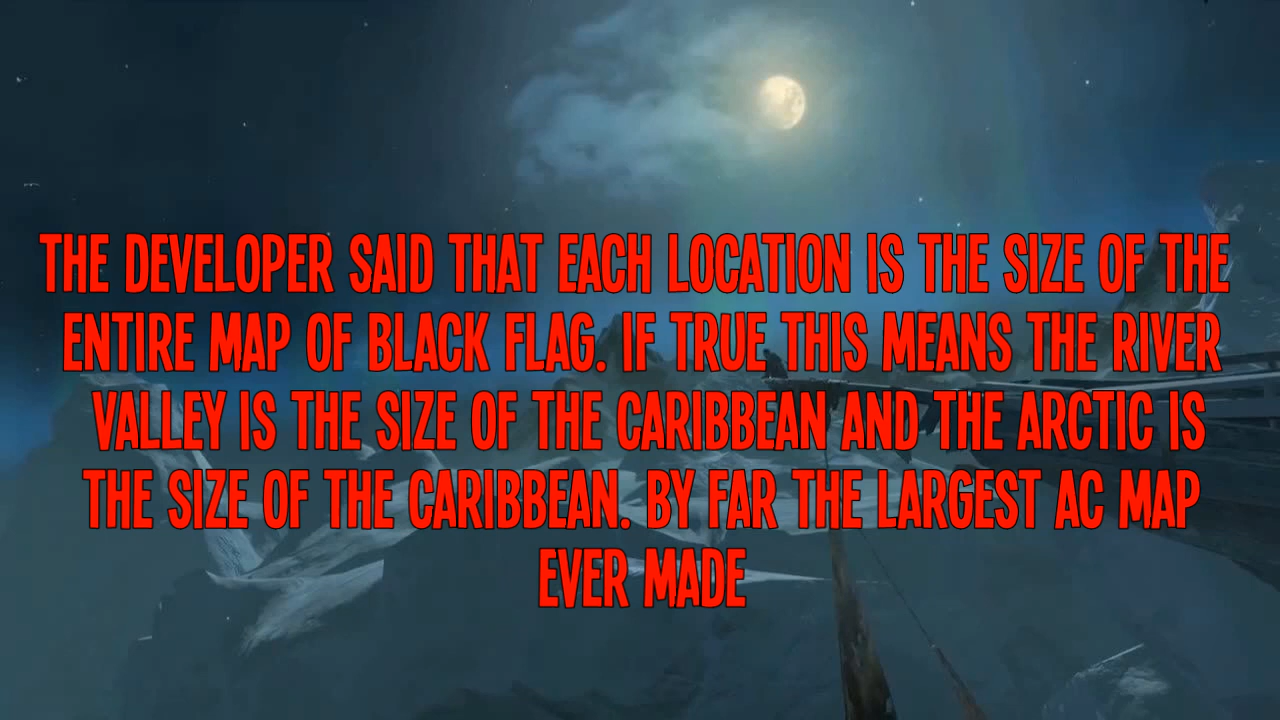 THE DEVELOPER SAID THAT EACH LOCATION IS THE SIZE OF THE
ENTIRE MAP OF BLACK FLAG. IF TRUE THIS MEANS THE RIVER
VALLEY IS THE SIZE OF THE CARIBBEAN AND THE ARCTIC IS
THE SIZE OF THE CARIBBEAN. BY FAR THE LARGEST AC MAP
EVER MADE